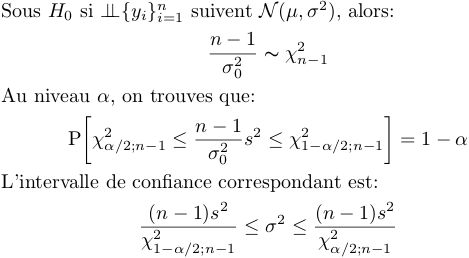 Sous $H_0$ si $\perp\!\!\!\perp \{y_i\}_{i=1}^n$ suivent $\mathcal{N}(\mu, \sigma^2)$, alors:
$\frac{n-1}{\sigma_0^2} \sim \chi^2_{n-1}$
Au niveau $\alpha$, on trouves que:
$\mathrm{P}\left[\chi^2_{\alpha/2;n-1} \leq \frac{n-1}{\sigma_0^2} s^2 \leq \chi^2_{1-\alpha/2;n-1}\right] = 1 - \alpha$
L'intervalle de confiance correspondant est:
$\frac{(n-1)s^2}{\chi^2_{1-\alpha/2;n-1}} \leq \sigma^2 \leq \frac{(n-1)s^2}{\chi^2_{\alpha/2;n-1}}$